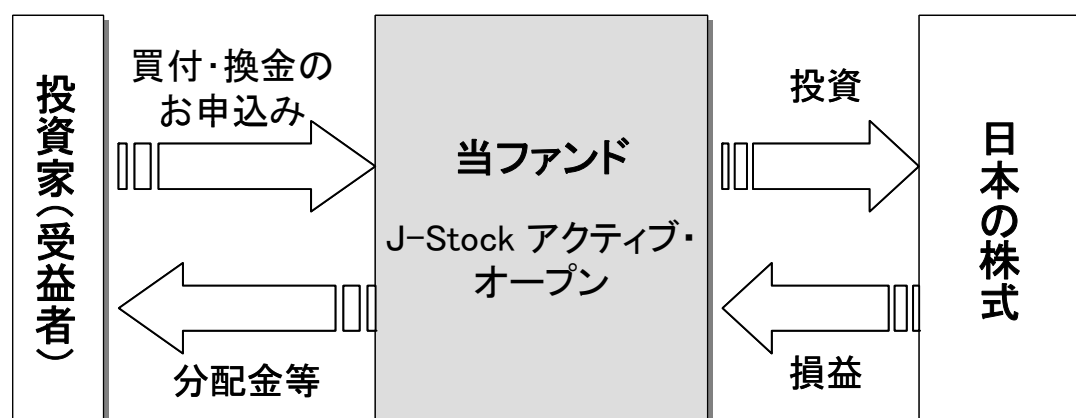 投資家(受益者)
買付・換金の
お申込み
分配金等
当ファンド
J-Stock アクティブ・
オープン
投資
損益
日本の株式